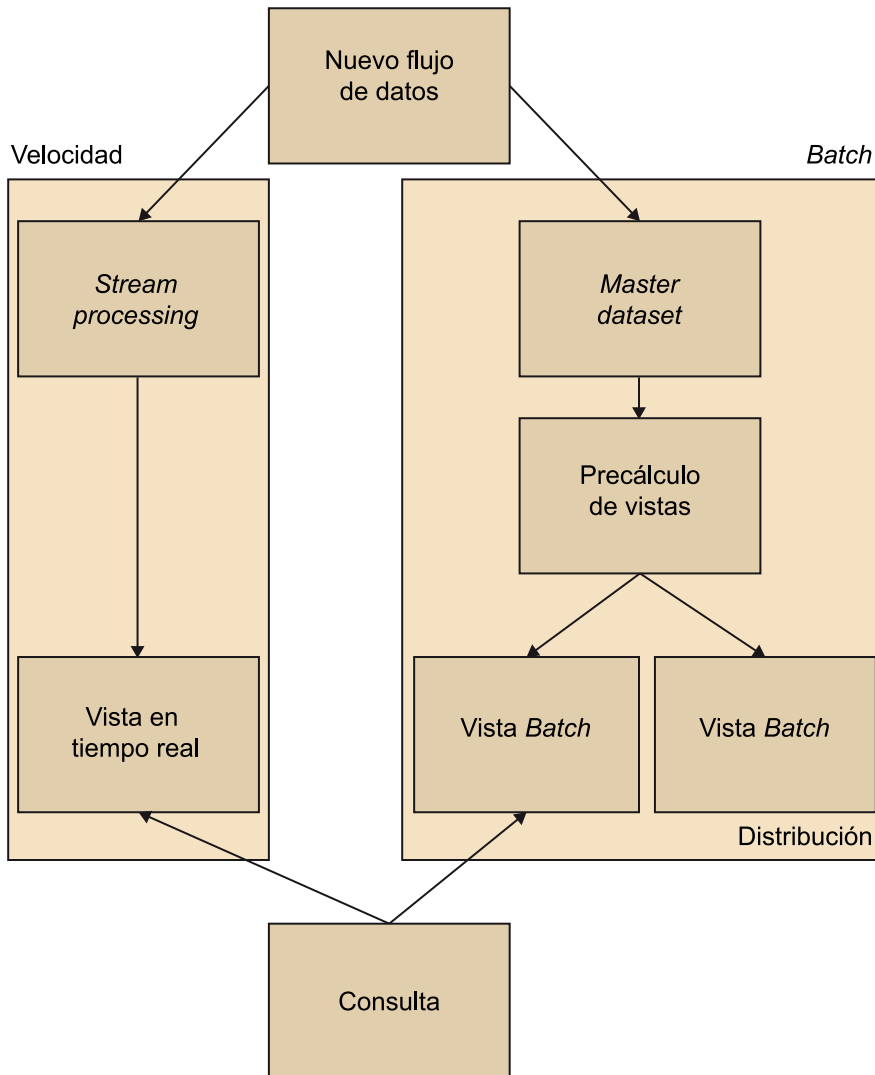 Nuevo flujo
de datos
Velocidad
Batch
Stream
processing
Master
dataset
Precálculo
de vistas
Vista en
tiempo real
Vista Batch
Vista Batch
Distribución
Consulta